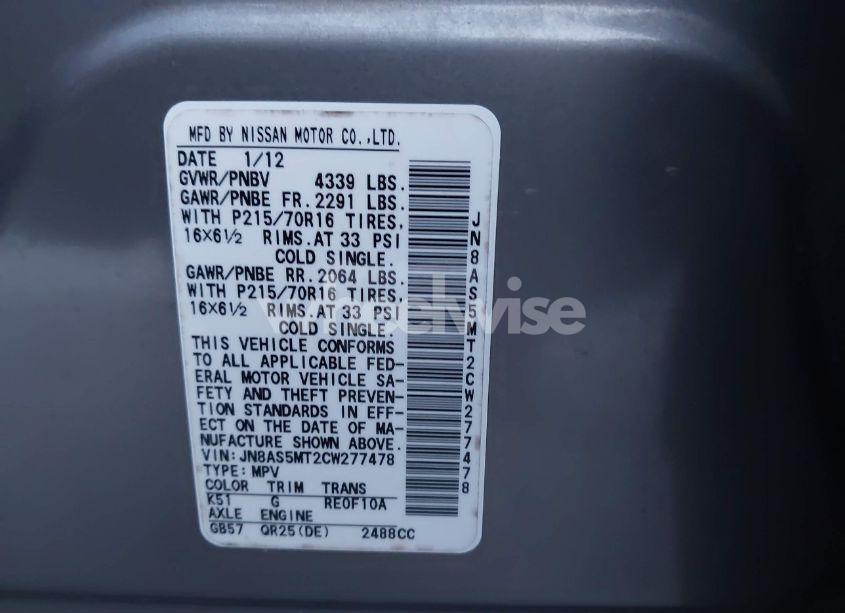 MFD BY NISSAN MOTOR CO.,LTD.
DATE 1/12
GVWR/PNBV 4339 LBS.
GAWR/PNBE FR.2291 LBS.
WITH P215/70R16 TIRES,
16X6½ RIMS.AT 33 PSI
COLD SINGLE.
GAWR/PNBE RR.2064 LBS.
WITH P215/70R16 TIRES,
16X6½ RIMS.AT 33 PSI
COLD SINGLE.
THIS VEHICLE CONFORMS
TO ALL APPLICABLE FED-
ERAL MOTOR VEHICLE SA-
FETY AND THEFT PREVEN-
TION STANDARDS IN EFF-
ECT ON THE DATE OF MA-
NUFACTURE SHOWN ABOVE.
VIN:JN8AS5MT2CW277478
TYPE:MPV
COLOR TRIM TRANS
K51 G RE0F10A
AXLE ENGINE
GB57 QR25(DE) 2488CC
JN8AS5MT2CW277478
wheelwise